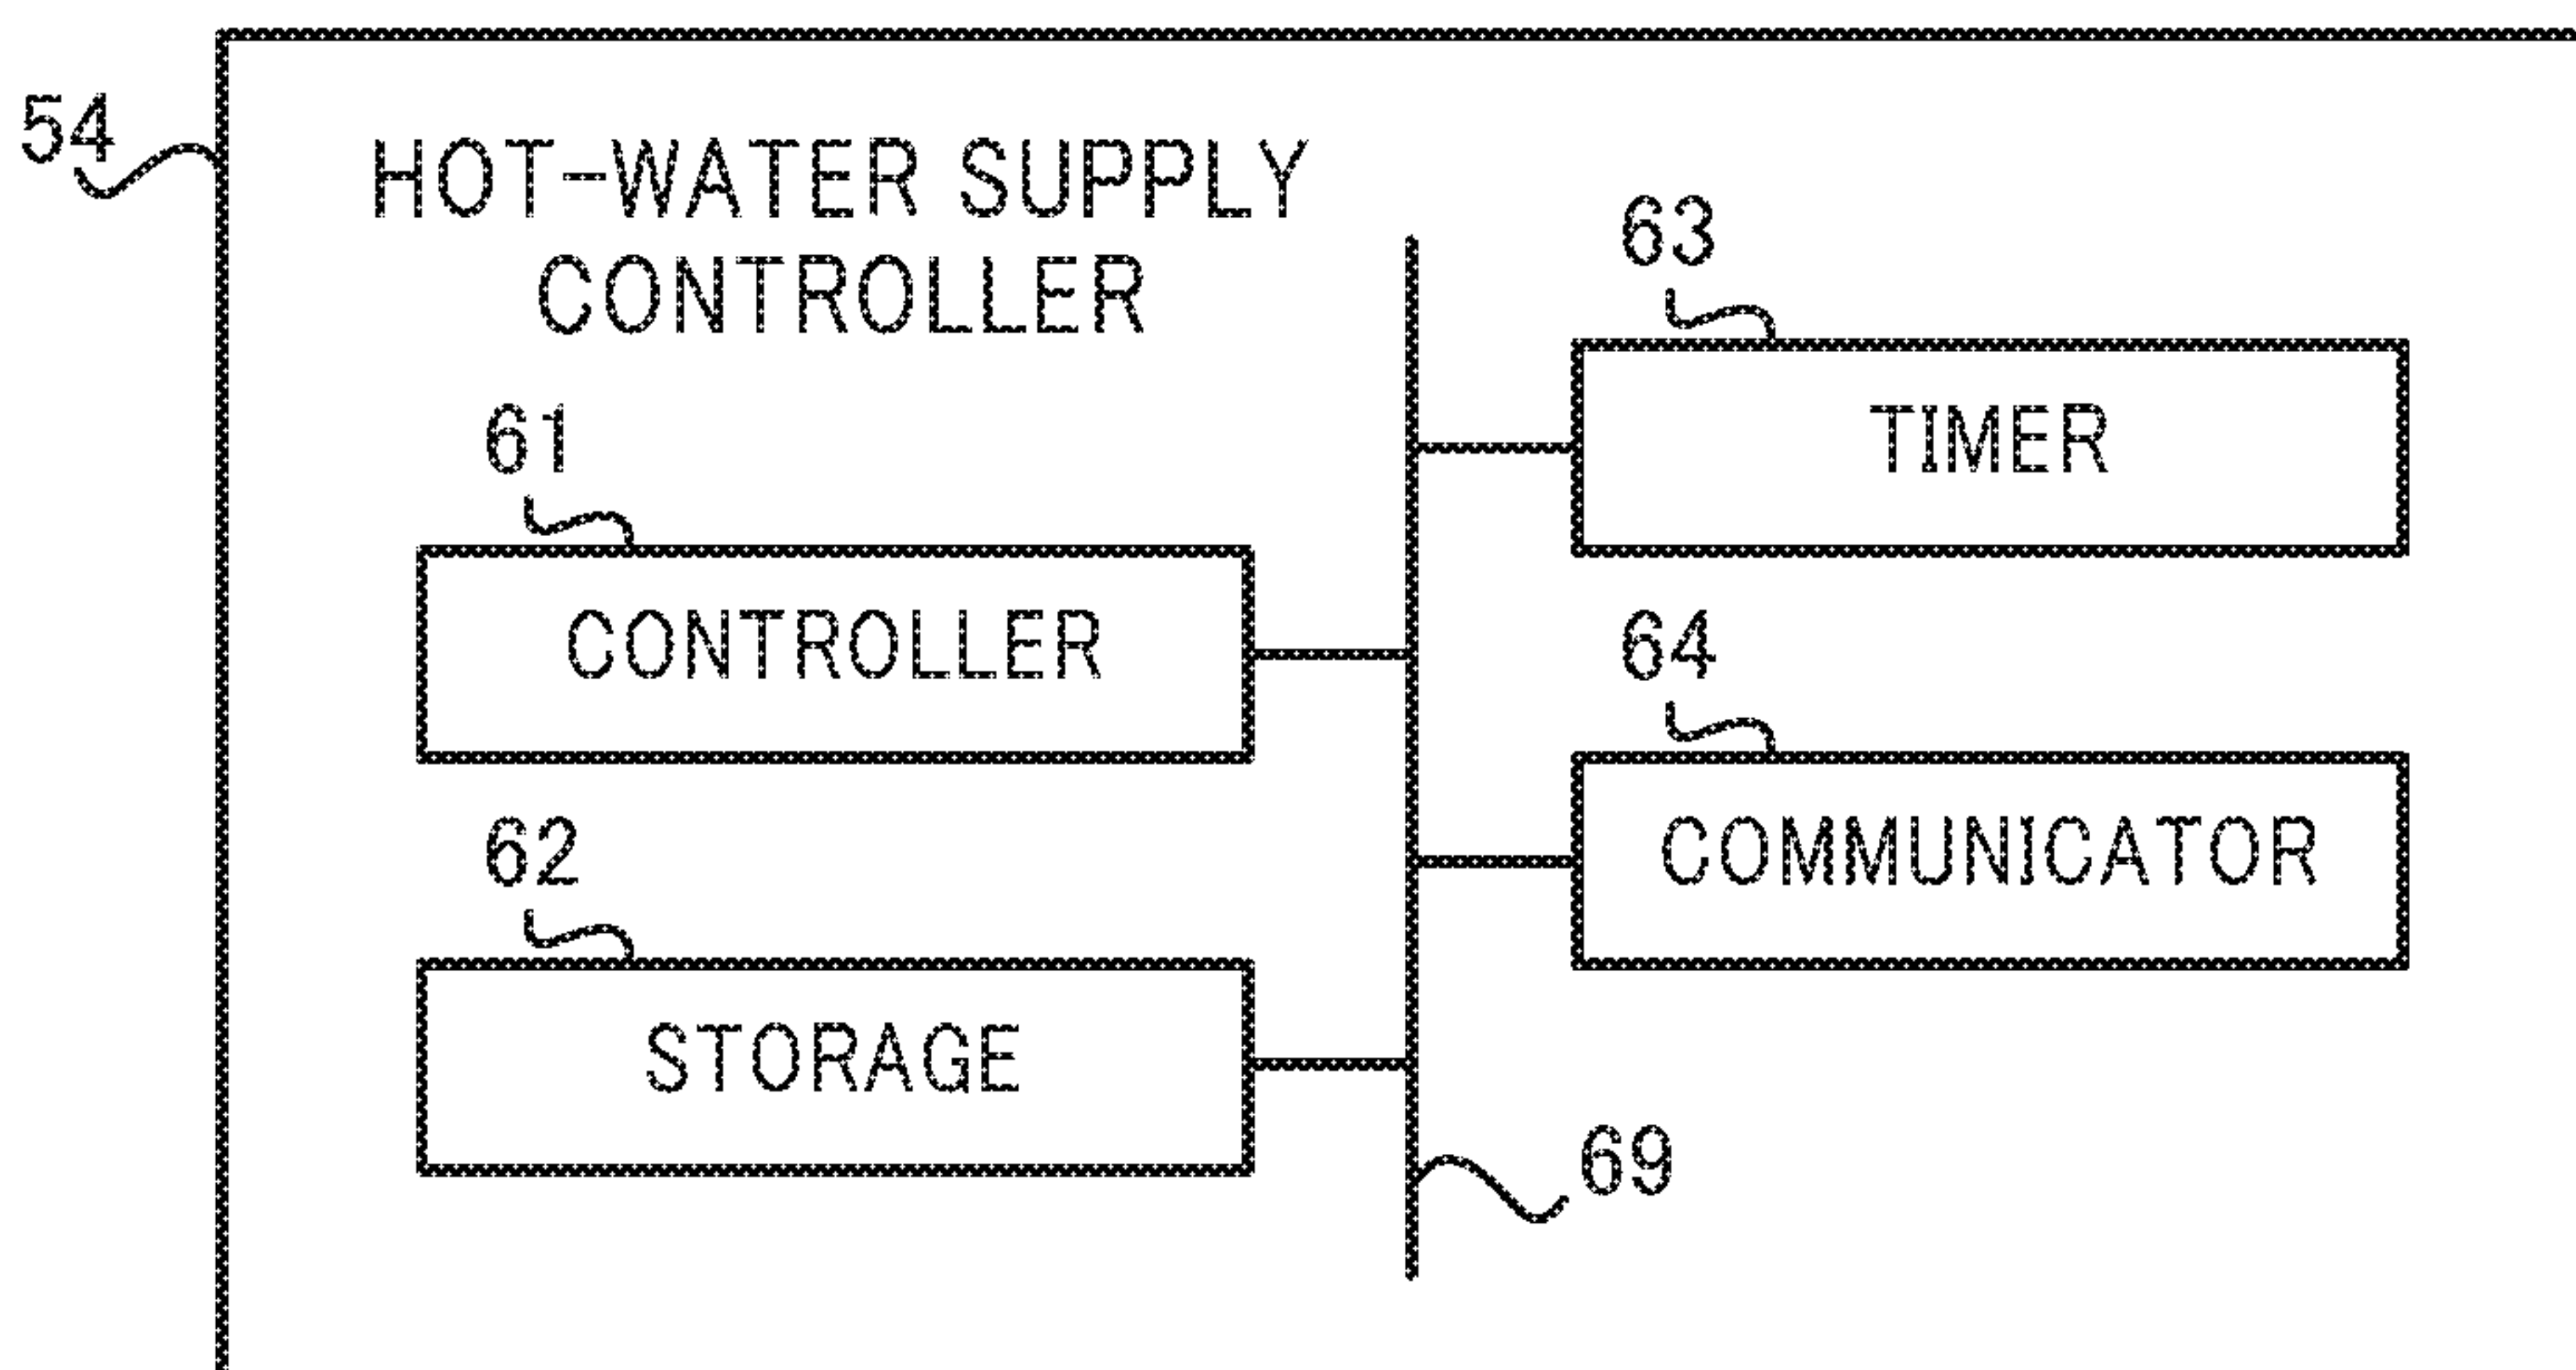 54
HOT-WATER SUPPLY
CONTROLLER
63
TIMER
61
CONTROLLER
64
COMMUNICATOR
62
STORAGE
69